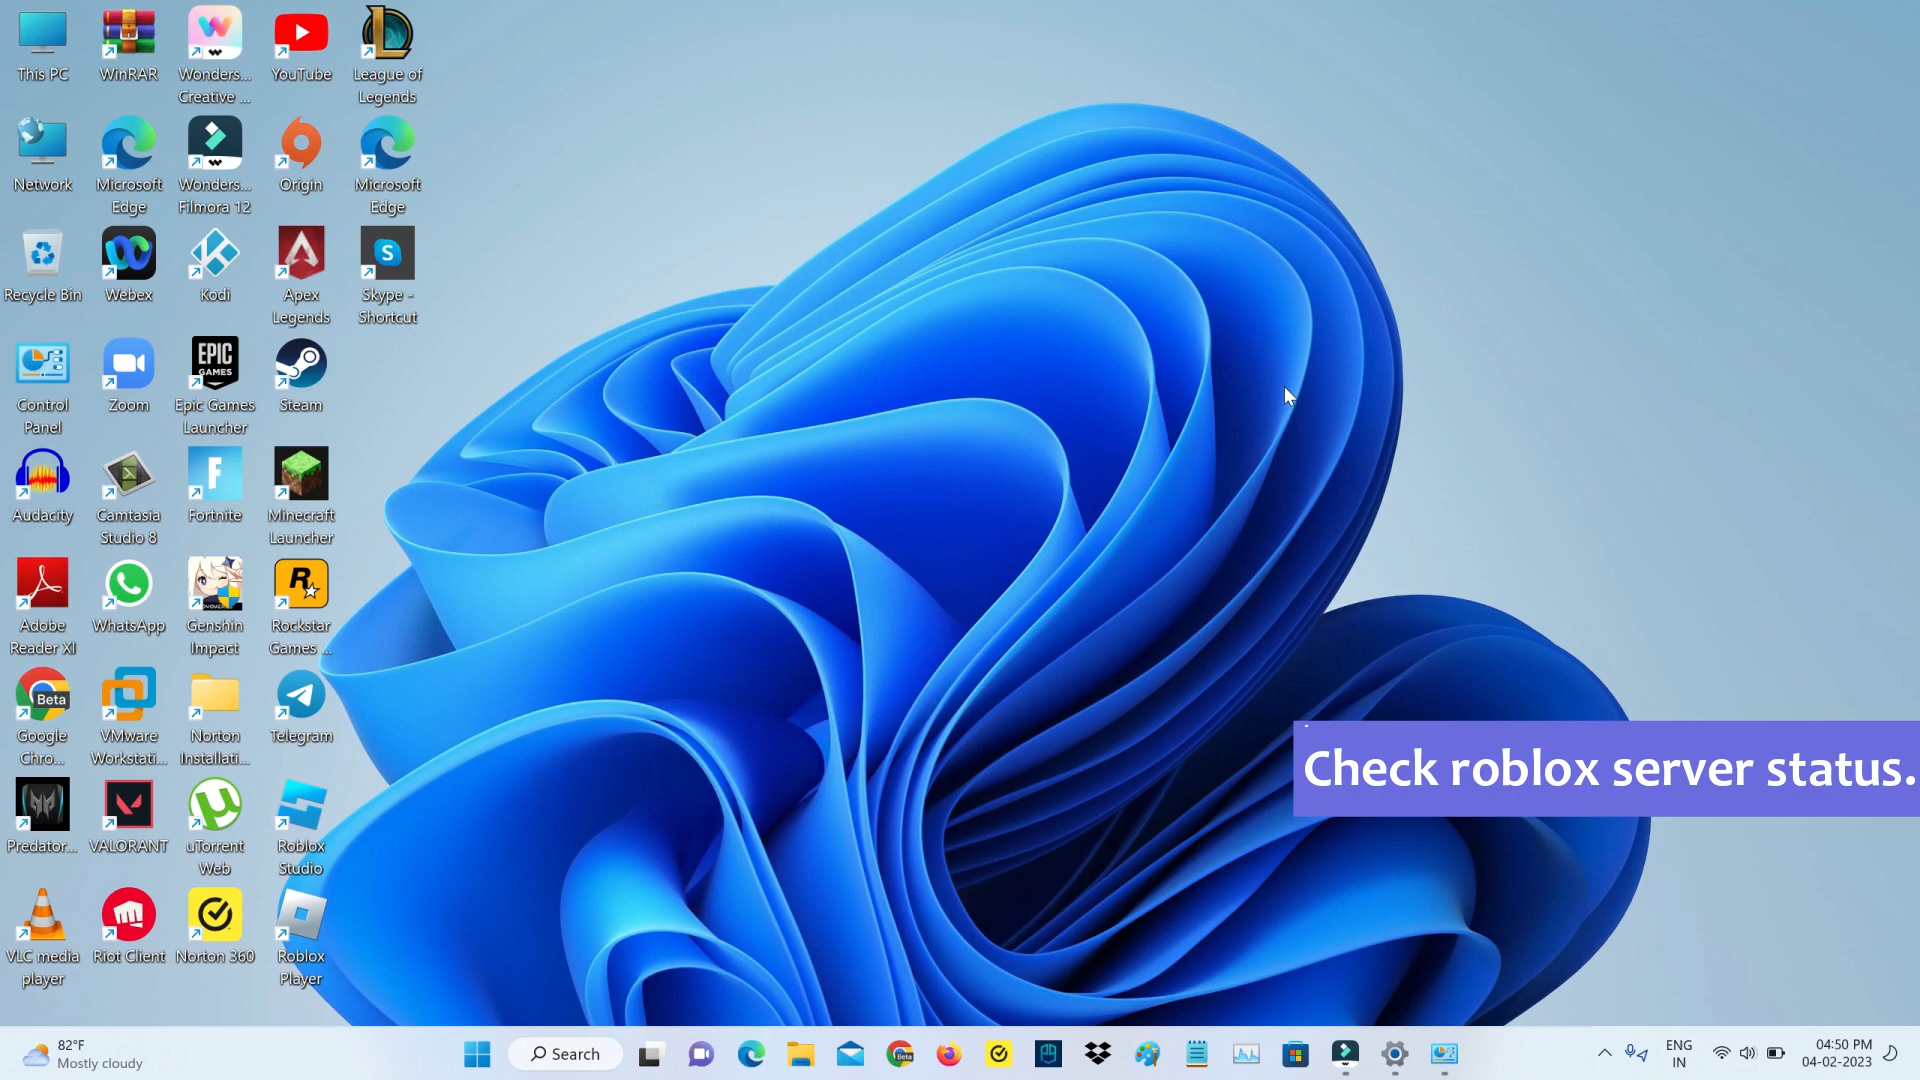 This PC
WinRAR
Wonders...
Creative ...
YouTube
League of
Legends
Network
Microsoft
Edge
Wonders...
Filmora 12
Origin
Microsoft
Edge
Recycle Bin
Webex
Kodi
Apex
Legends
Skype -
Shortcut
EPIC
GAMES
Control
Panel
Zoom
Epic Games
Launcher
Steam
Audacity
Camtasia
Studio 8
Fortnite
Minecraft
Launcher
Adobe
Reader XI
WhatsApp
Genshin
Impact
Rockstar
Games ...
Beta
Google
Chro...
VMware
Workstati...
Norton
Installati...
Telegram
Check roblox server status.
Predator...
VALORANT
uTorrent
Web
Roblox
Studio
VLC media
player
Riot Client
Norton 360
Roblox
Player
82°F
Mostly cloudy
Search
Beta
ENG
IN
04:50 PM
04-02-2023